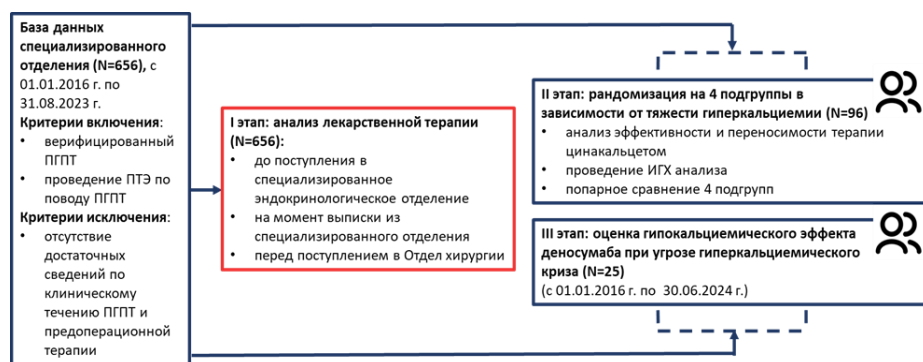 База данных
специализированного
отделения (N=656), с
01.01.2016 г. по
31.08.2023 г.
Критерии включения:
• верифицированный
ПГПТ
• проведение ПТЭ по
поводу ПГПТ
Критерии исключения:
• отсутствие
достаточных
сведений по
клиническому
течению ПГПТ и
предоперационной
терапии
I этап: анализ лекарственной терапии
(N=656):
• до поступления в
специализированное
эндокринологическое отделение
• на момент выписки из
специализированного отделения
• перед поступлением в Отдел хирургии
II этап: рандомизация на 4 подгруппы в
зависимости от тяжести гиперкальциемии (N=96)
• анализ эффективности и переносимости терапии
цинакальцетом
• проведение ИГХ анализа
• попарное сравнение 4 подгрупп
III этап: оценка гипокальциемического эффекта
деносумаба при угрозе гиперкальциемического
криза (N=25)
(с 01.01.2016 г. по 30.06.2024 г.)